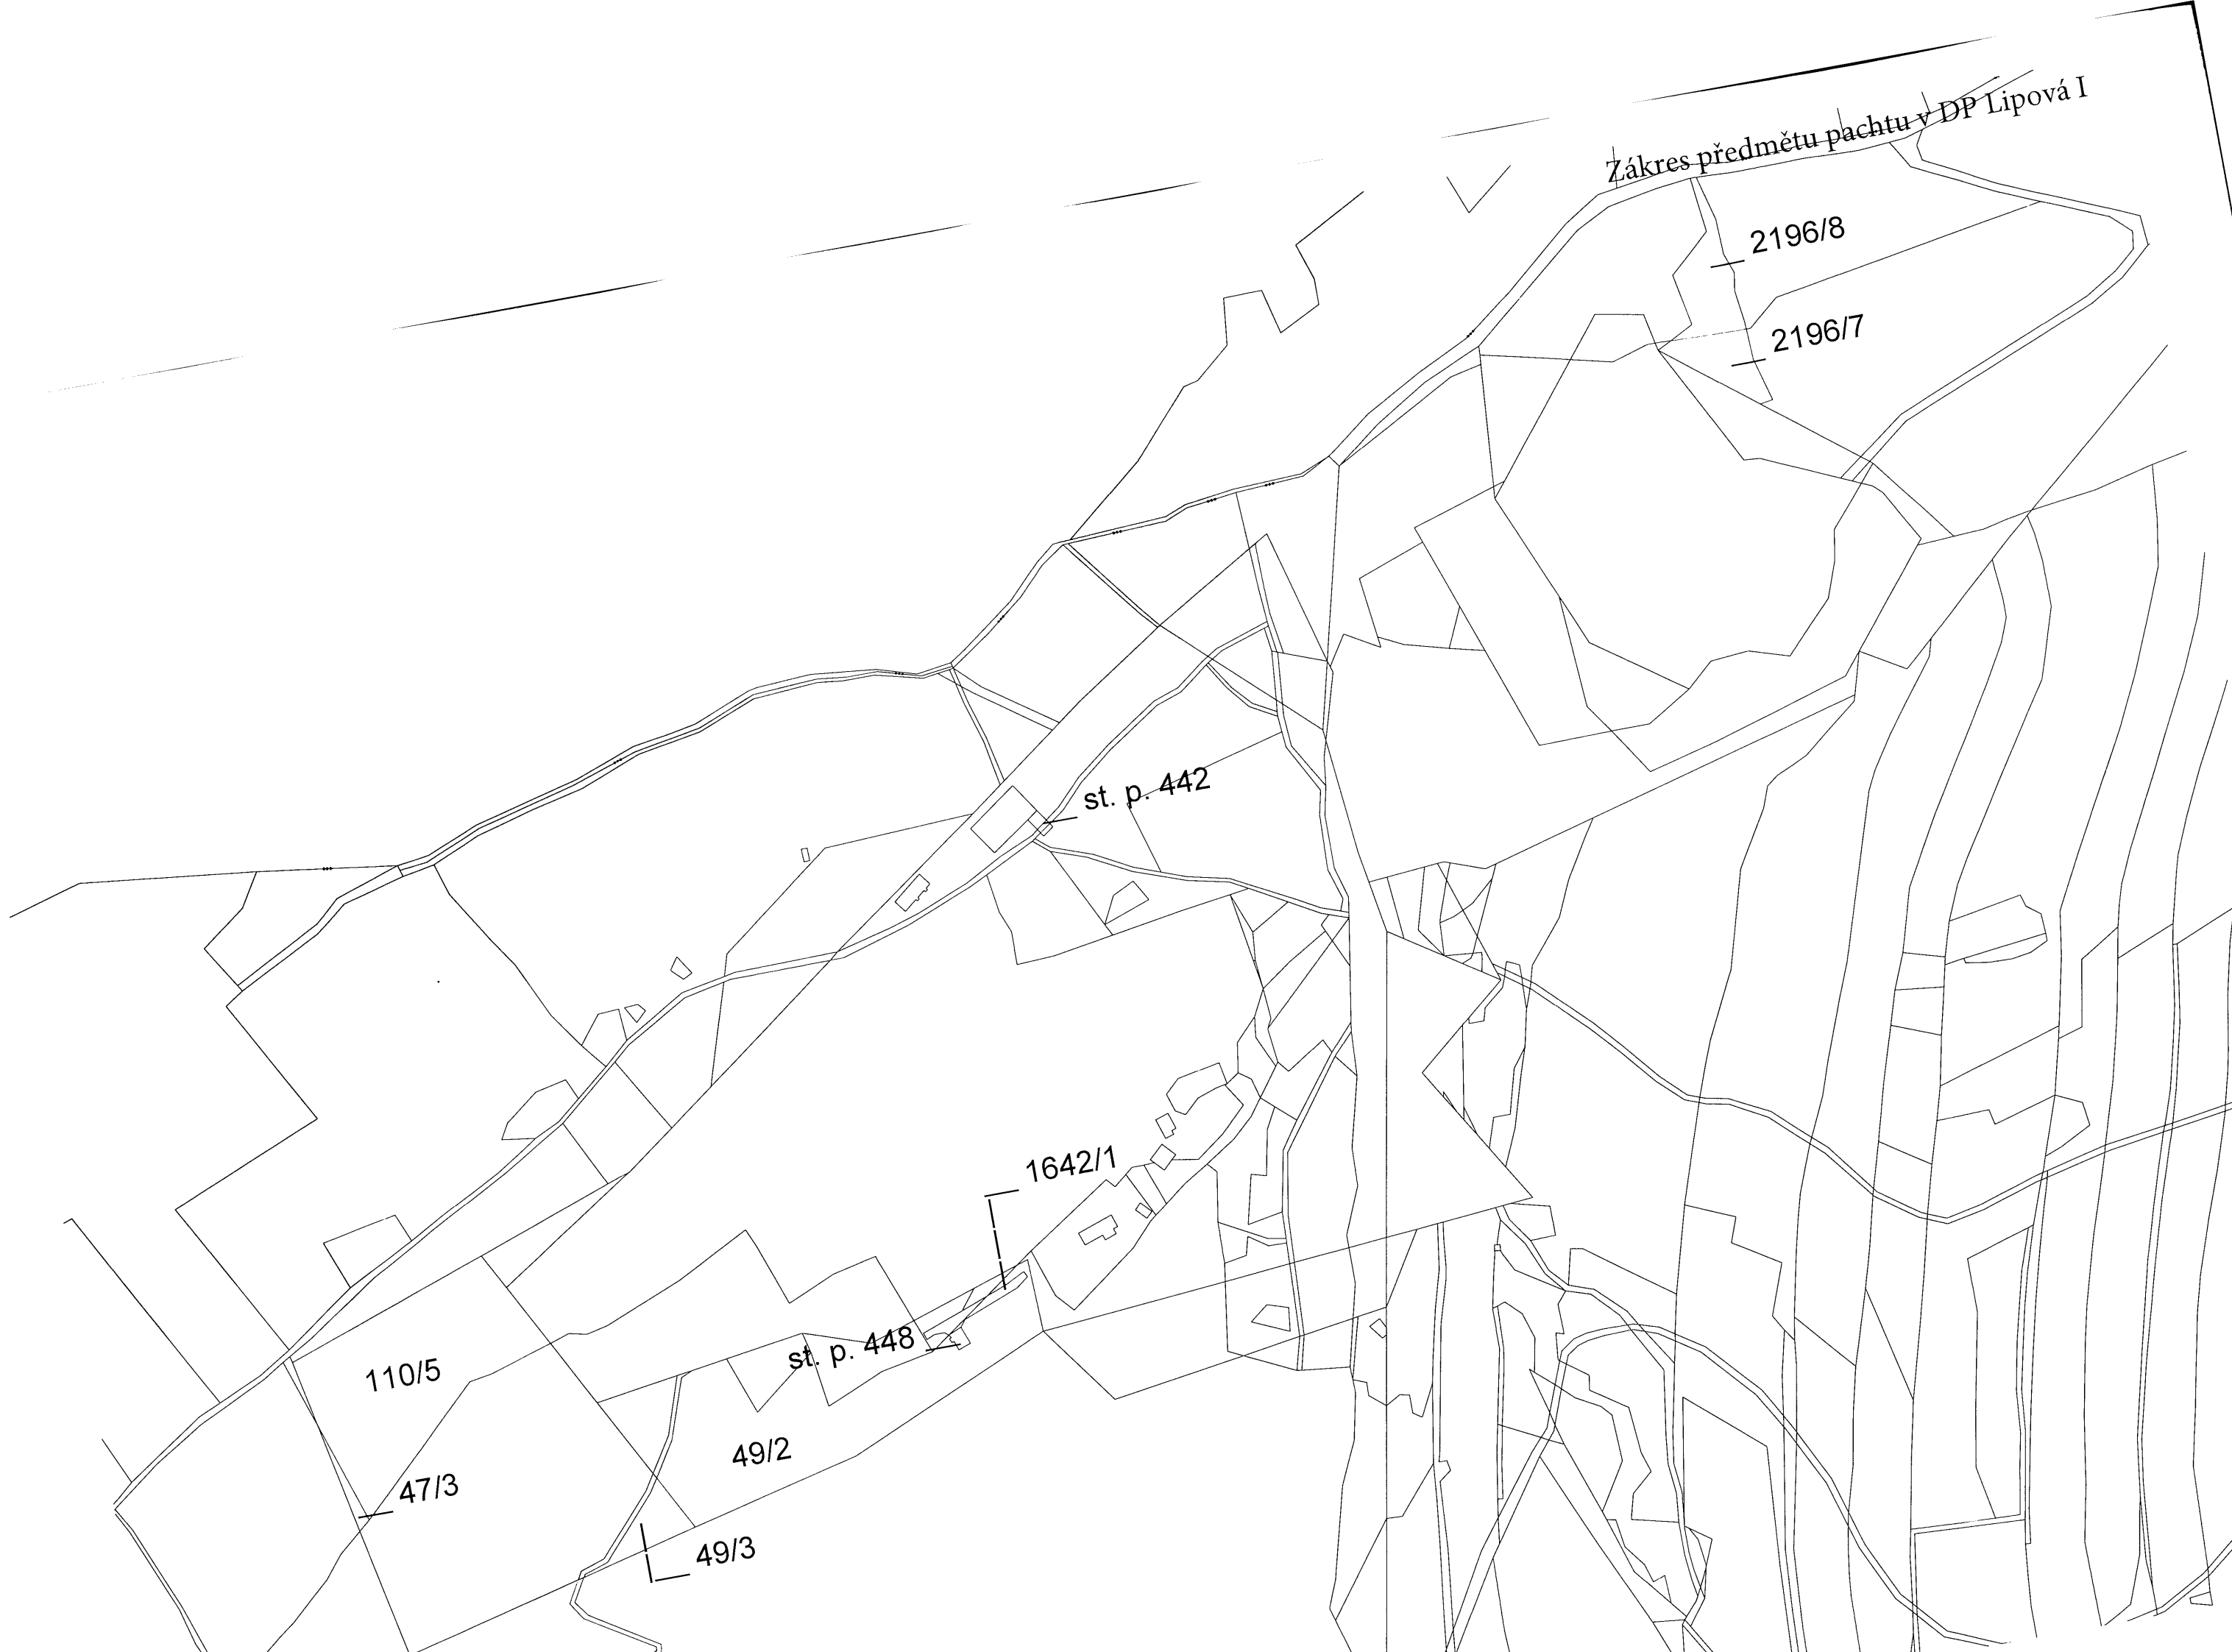 Zákres předmětu pachtu v DP Lipová I
2196/8
2196/7
st. p. 442
1642/1
st. p. 448
110/5
49/2
47/3
49/3